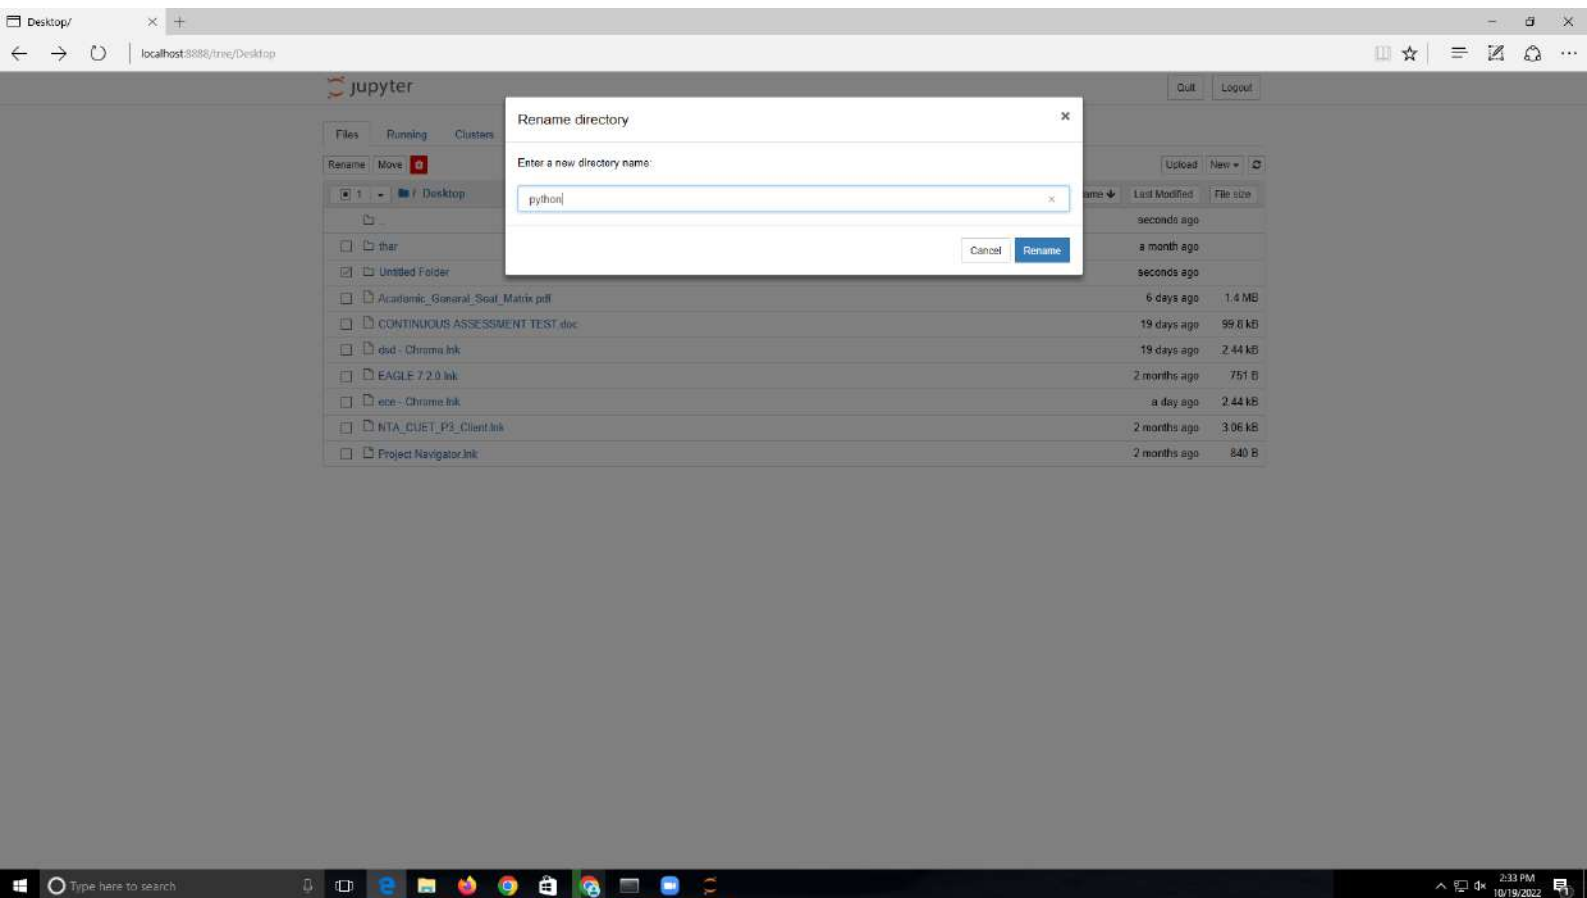 Desktop/
localhost:8888/tree/Desktop
jupyter
Quit
Logout
Rename directory
Files
Running
Clusters
Enter a new directory name:
Rename
Move
Upload
New
1
/ Desktop
python
Last Modified
File size
..
seconds ago
thar
a month ago
Cancel
Rename
Untitled Folder
seconds ago
Academic_General_Seat_Matrix.pdf
6 days ago
1.4 MB
CONTINUOUS ASSESSMENT TEST.doc
19 days ago
99.8 kB
dsd - Chrome.lnk
19 days ago
2.44 kB
EAGLE 7.2.0.lnk
2 months ago
751 B
ece - Chrome.lnk
a day ago
2.44 kB
NTA_CUET_P3_Client.lnk
2 months ago
3.06 kB
Project Navigator.lnk
2 months ago
840 B
Type here to search
2:33 PM
10/19/2022